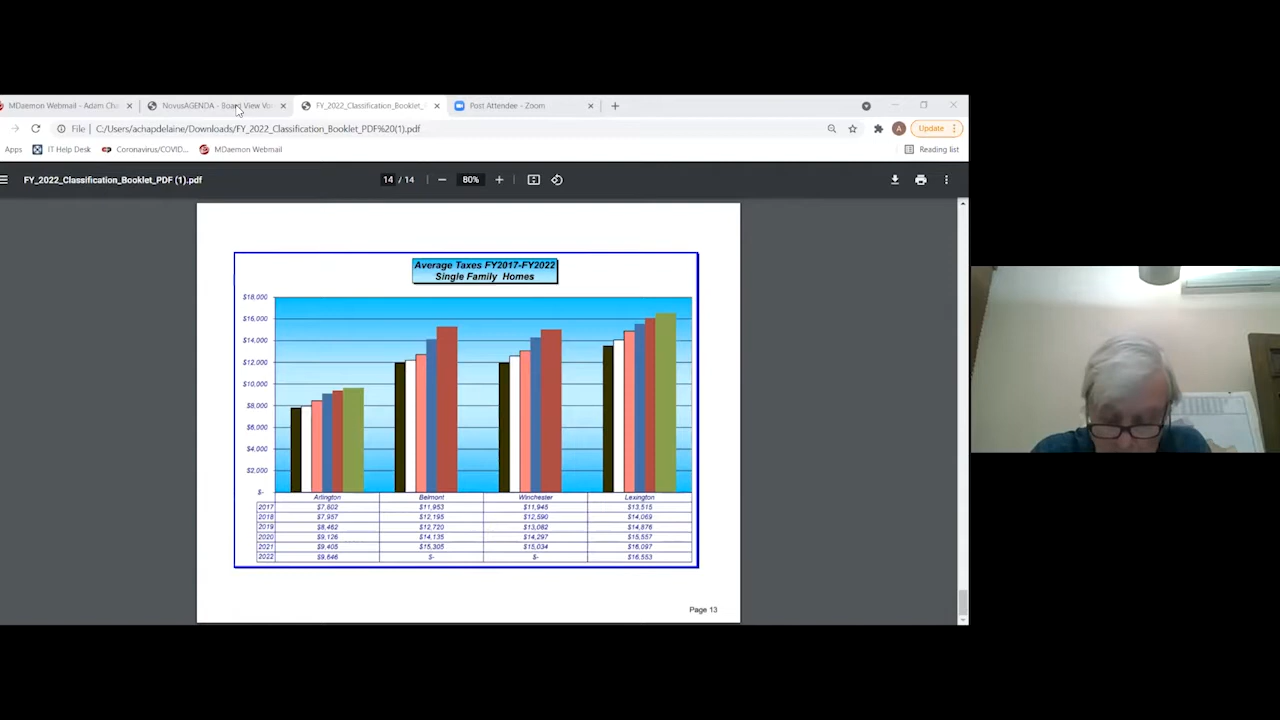 MDaemon Webmail - Adam Cha
NovusAGENDA - Board View Vo
FY_2022_Classification_Booklet_
Post Attendee - Zoom
File
C:/Users/achapdelaine/Downloads/FY_2022_Classification_Booklet_PDF%20(1).pdf
A
Update
Apps
IT Help Desk
Coronavirus/COVID...
MDaemon Webmail
Reading list
FY_2022_Classification_Booklet_PDF (1).pdf
14 / 14
80%
Average Taxes FY2017-FY2022
Single Family Homes
$18,000
$16,000
$14,000
$12,000
$10,000
$8,000
$6,000
$4,000
$2,000
$-
Arlington Belmont Winchester Lexington
2017 $7,802 $11,953 $11,945 $13,515
2018 $7,957 $12,195 $12,590 $14,069
2019 $8,462 $12,720 $13,082 $14,876
2020 $9,126 $14,135 $14,297 $15,557
2021 $9,405 $15,305 $15,034 $16,097
2022 $9,646 $- $- $16,553
Page 13